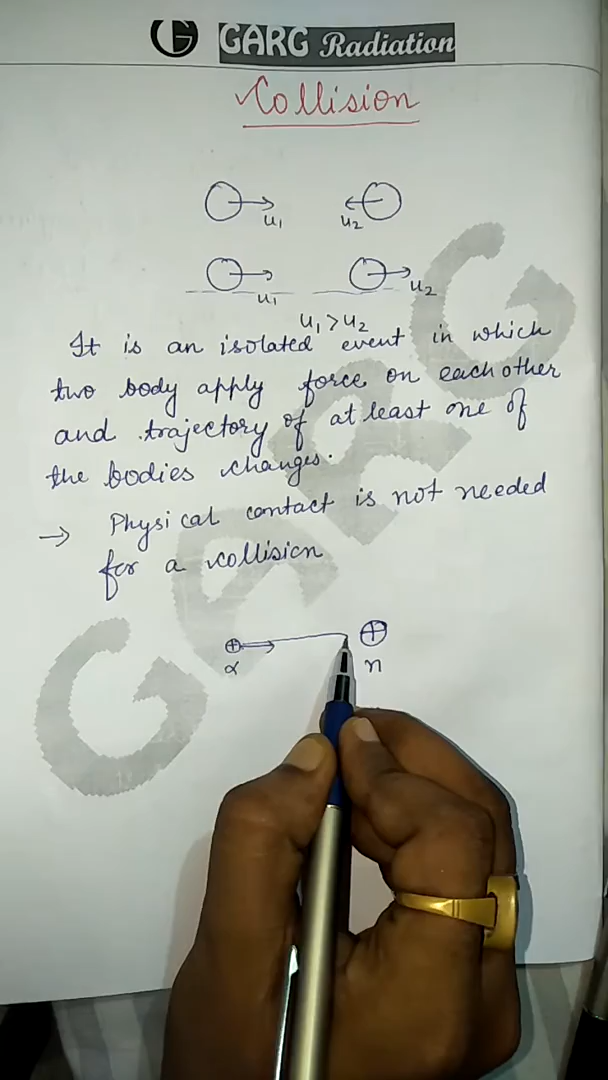 G GARG Radiation
Collision
u₁ u₂
u₁ u₂
u₁ > u₂
It is an isolated event in which
two body apply force on each other
and trajectory of at least one of
the bodies changes.
→ Physical contact is not needed
for a collision
⊕ ⊕
α n
GARG